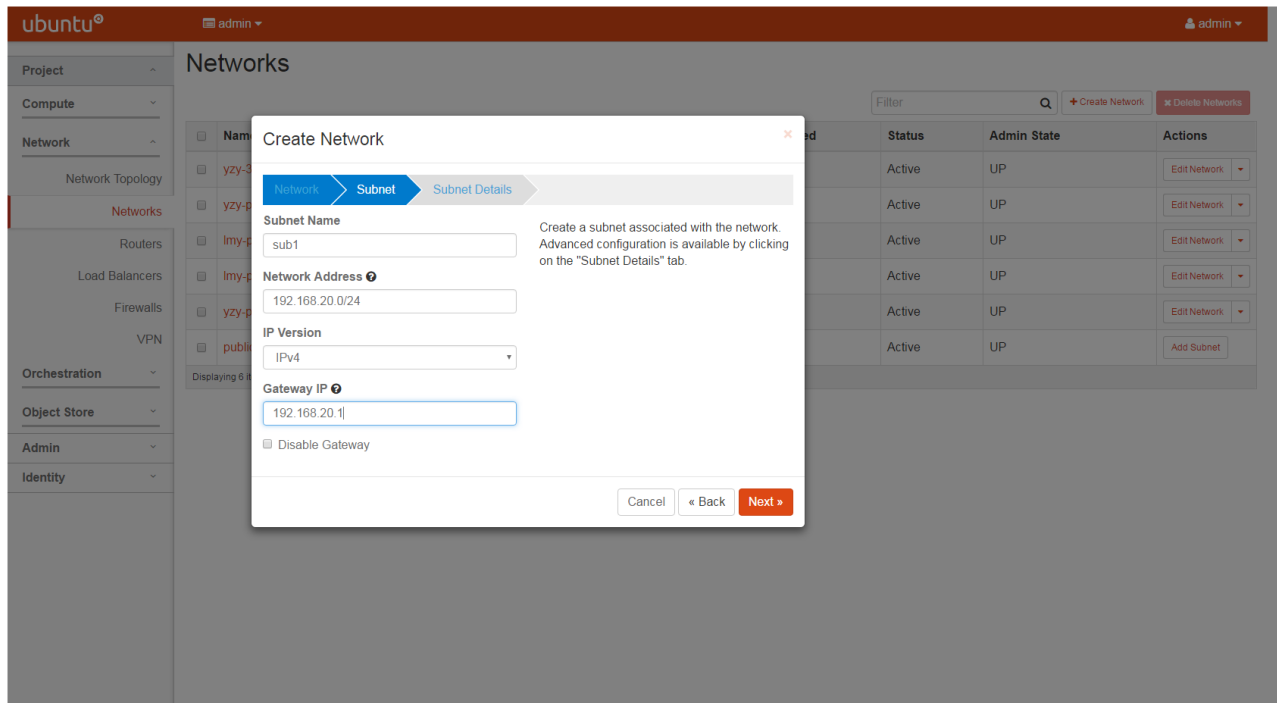 ubuntu®
admin
admin
Project
Compute
Network
Network Topology
Networks
Routers
Load Balancers
Firewalls
VPN
Orchestration
Object Store
Admin
Identity
Networks
Filter
+ Create Network
Delete Networks
Status
Admin State
Actions
Active UP Edit Network
Active UP Edit Network
Active UP Edit Network
Active UP Edit Network
Active UP Edit Network
Active UP Add Subnet
Displaying 6
Create Network
×
Network
Subnet
Subnet Details
Subnet Name
sub1
Network Address
192.168.20.0/24
IP Version
IPv4
Gateway IP
192.168.20.1
Disable Gateway
Create a subnet associated with the network.
Advanced configuration is available by clicking
on the "Subnet Details" tab.
Cancel
« Back
Next »